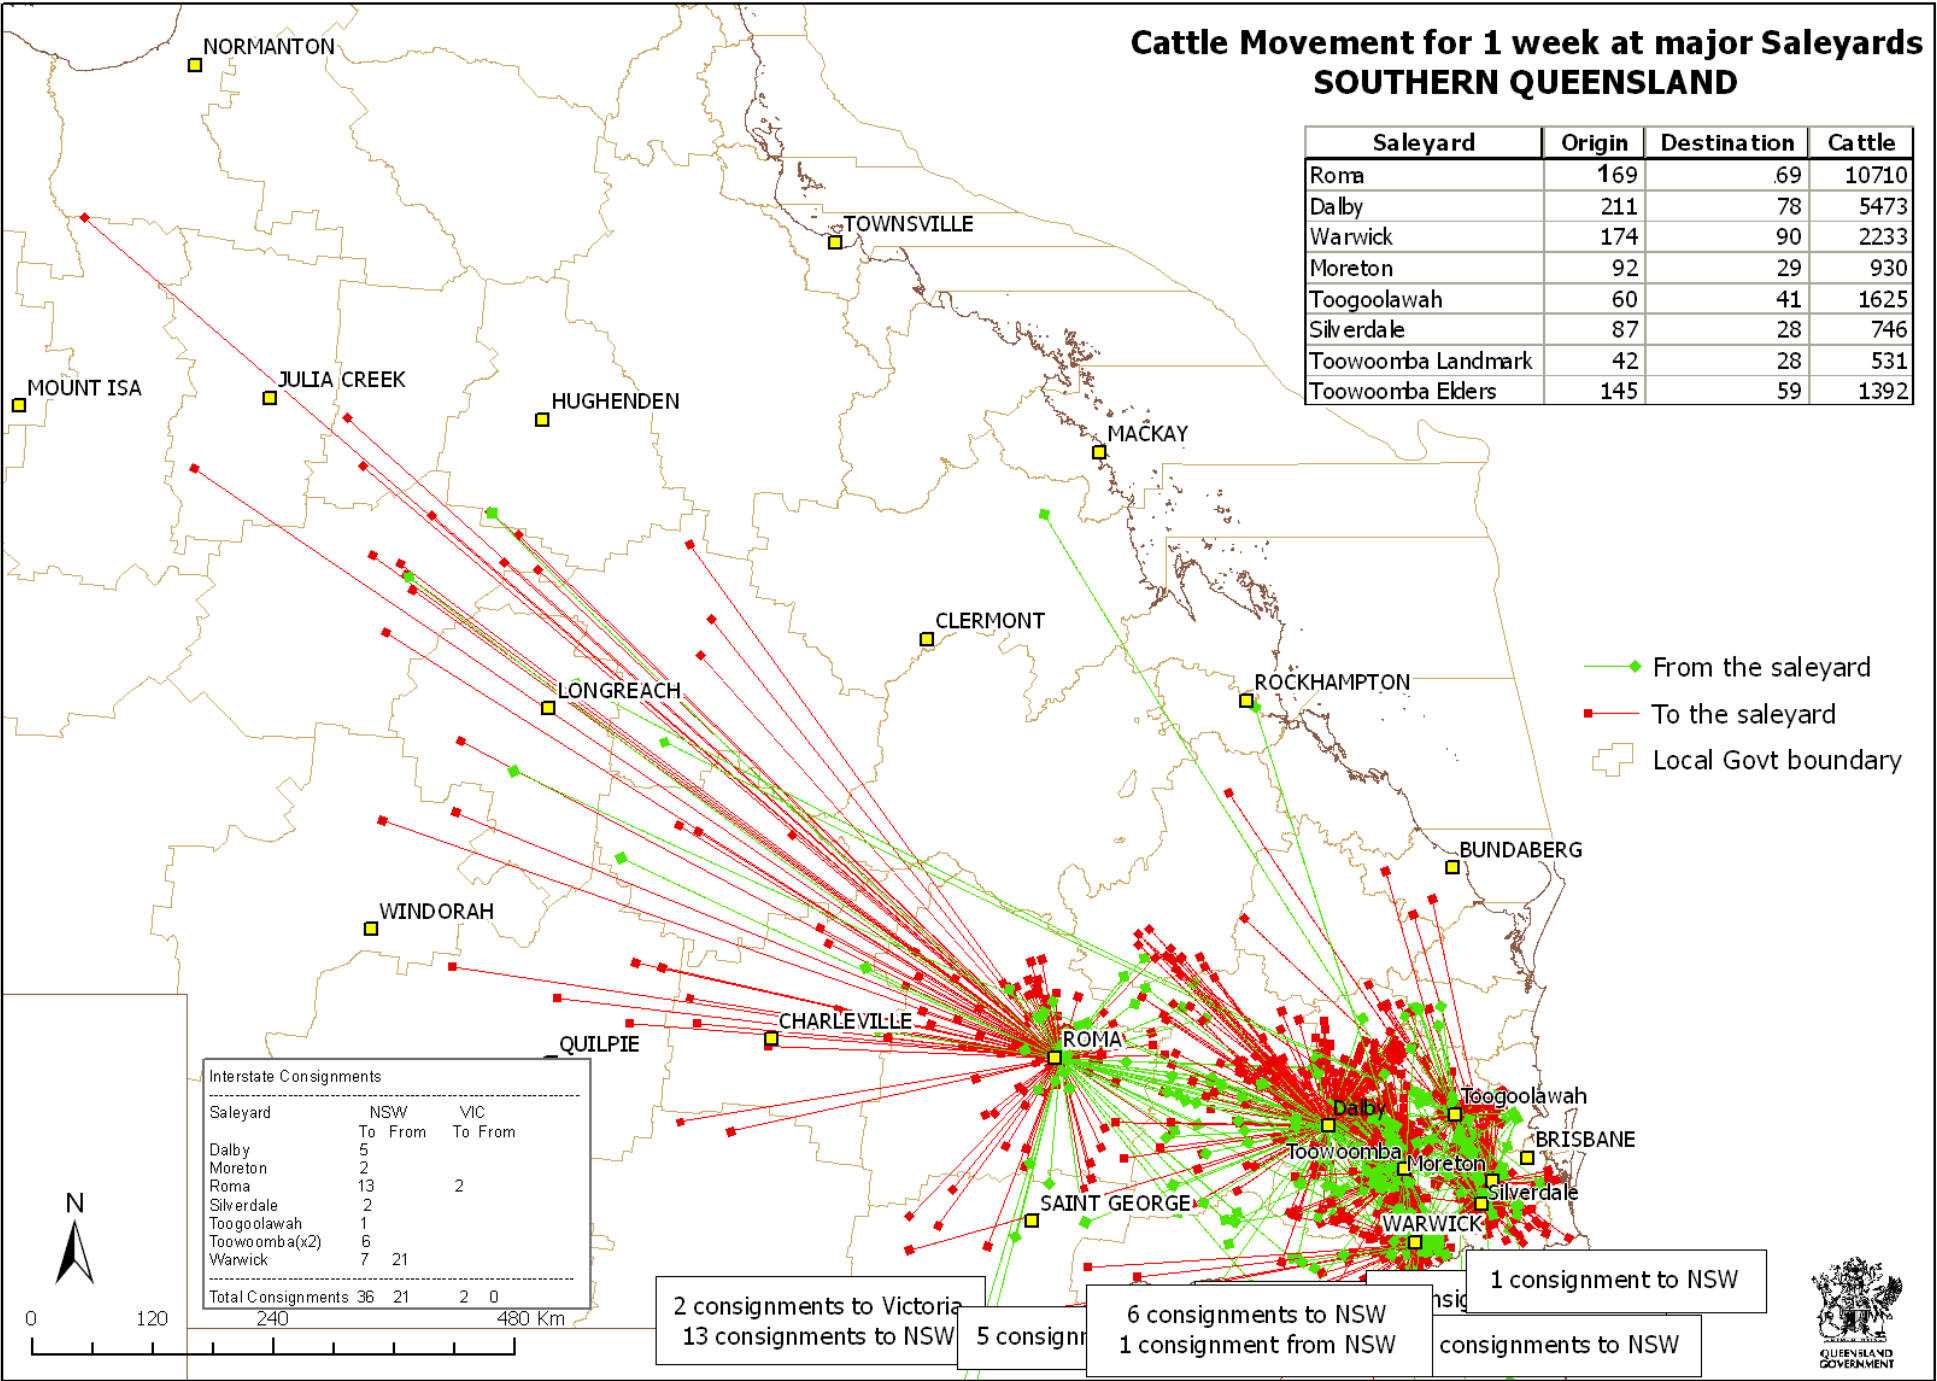 Cattle Movement for 1 week at major Saleyards
SOUTHERN QUEENSLAND
Saleyard Origin Destination Cattle
Roma 169 .69 10710
Dalby 211 78 5473
Warwick 174 90 2233
Moreton 92 29 930
Toogoolawah 60 41 1625
Silverdale 87 28 746
Toowoomba Landmark 42 28 531
Toowoomba Elders 145 59 1392
NORMANTON
TOWNSVILLE
MOUNT ISA
JULIA CREEK
HUGHENDEN
MACKAY
CLERMONT
LONGREACH
ROCKHAMPTON
From the saleyard
To the saleyard
Local Govt boundary
BUNDABERG
WINDORAH
CHARLEVILLE
QUILPIE
ROMA
Dalby
Toogoolawah
BRISBANE
Toowoomba
Moreton
Silverdale
SAINT GEORGE
WARWICK
Interstate Consignments
Saleyard NSW VIC
To From To From
Dalby 5
Moreton 2
Roma 13 2
Silverdale 2
Toogoolawah 1
Toowoomba(x2) 6
Warwick 7 21
Total Consignments 36 21 2 0
N
0 120 240 480 Km
2 consignments to Victoria
13 consignments to NSW
5 consignr
6 consignments to NSW
1 consignment from NSW
1 consignment to NSW
consignments to NSW
QUEENSLAND
GOVERNMENT